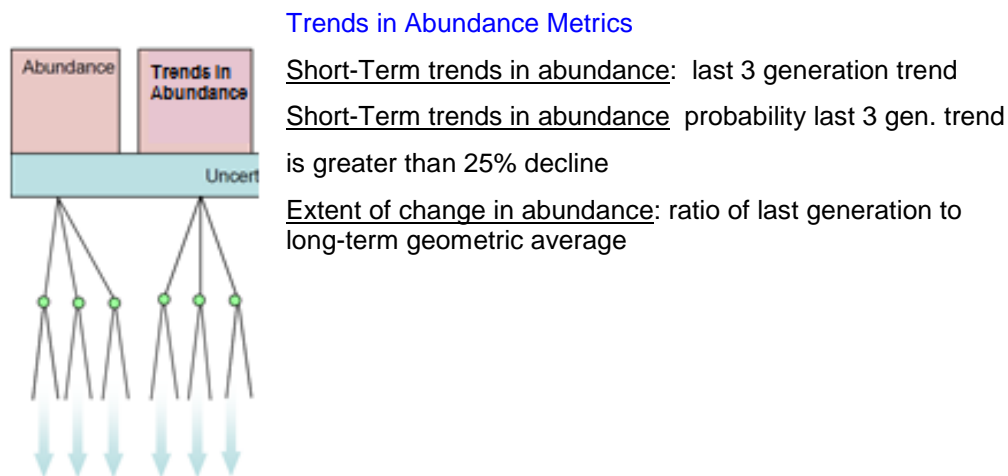 Trends in Abundance Metrics
Abundance
Trends in
Abundance
Uncert
Short-Term trends in abundance: last 3 generation trend
Short-Term trends in abundance probability last 3 gen. trend
is greater than 25% decline
Extent of change in abundance: ratio of last generation to
long-term geometric average